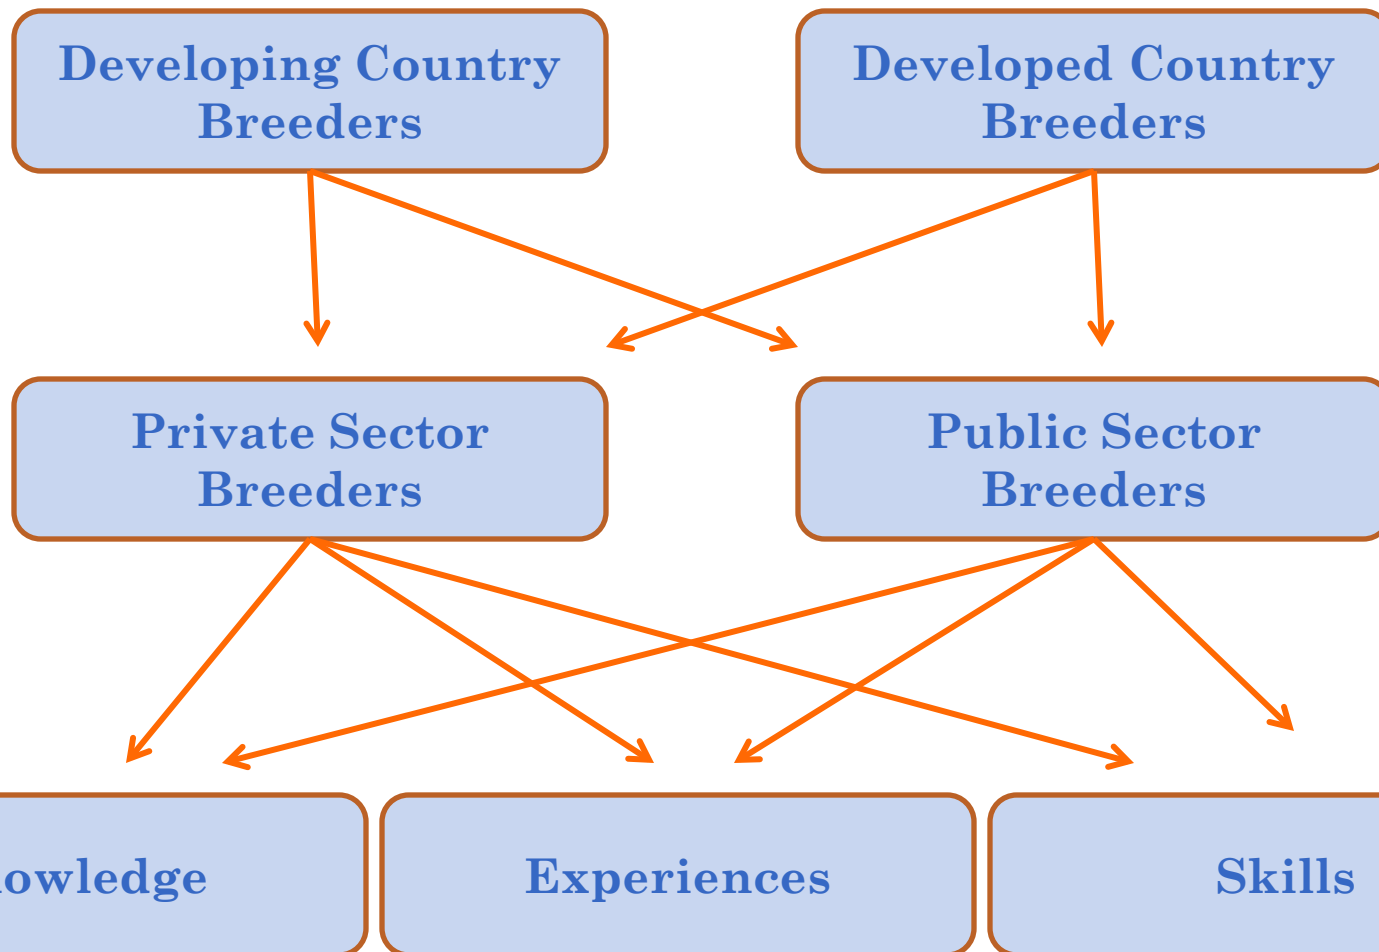 Developing Country
Breeders
Developed Country
Breeders
Private Sector
Breeders
Public Sector
Breeders
owledge
Experiences
Skills